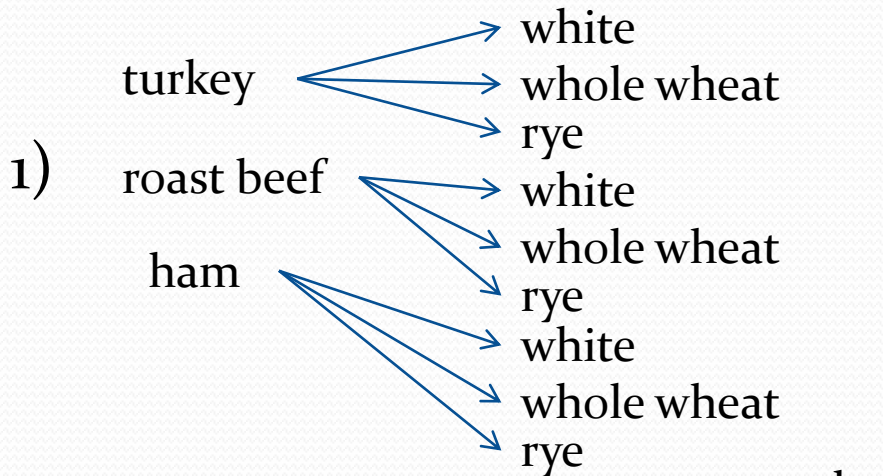 white
turkey
whole wheat
rye
1)
roast beef
white
whole wheat
ham
rye
white
whole wheat
rye